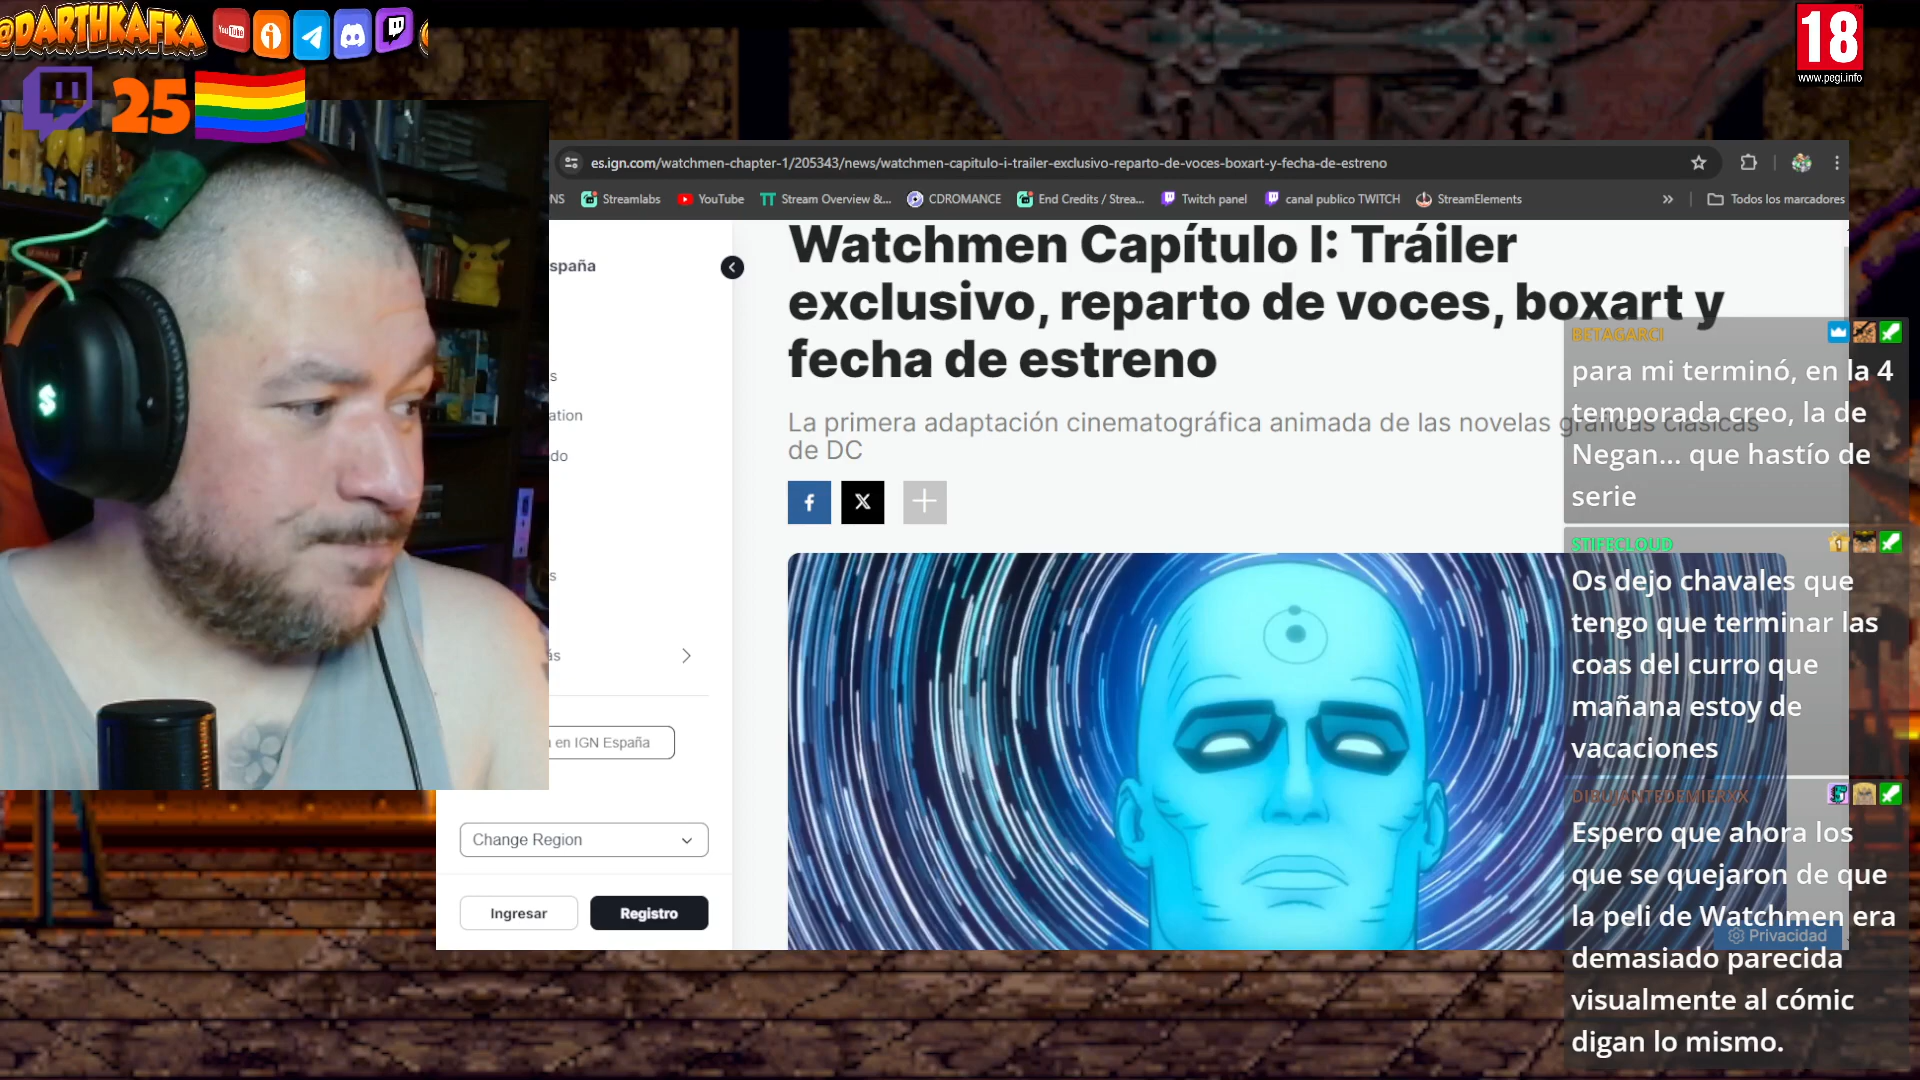 @DARTHKAFKA
YouTube
25
18
www.pegi.info
es.ign.com/watchmen-chapter-1/205343/news/watchmen-capitulo-i-trailer-exclusivo-reparto-de-voces-boxart-y-fecha-de-estreno
NS
Streamlabs
YouTube
Stream Overview &...
CDROMANCE
End Credits / Strea...
Twitch panel
canal publico TWITCH
StreamElements
»
Todos los marcadores
spaña
s
ation
do
s
ás
en IGN España
Change Region
Ingresar
Registro
Watchmen Capítulo I: Tráiler
exclusivo, reparto de voces, boxart y
fecha de estreno
La primera adaptación cinematográfica animada de las novelas gráficas clásicas
de DC
BETAGARCI
para mi terminó, en la 4
temporada creo, la de
Negan... que hastío de
serie
STIFECLOUD
1
Os dejo chavales que
tengo que terminar las
coas del curro que
mañana estoy de
vacaciones
DIBUJANTEDEMIERXX
Espero que ahora los
que se quejaron de que
la peli de Watchmen era
demasiado parecida
visualmente al cómic
digan lo mismo.
Privacidad